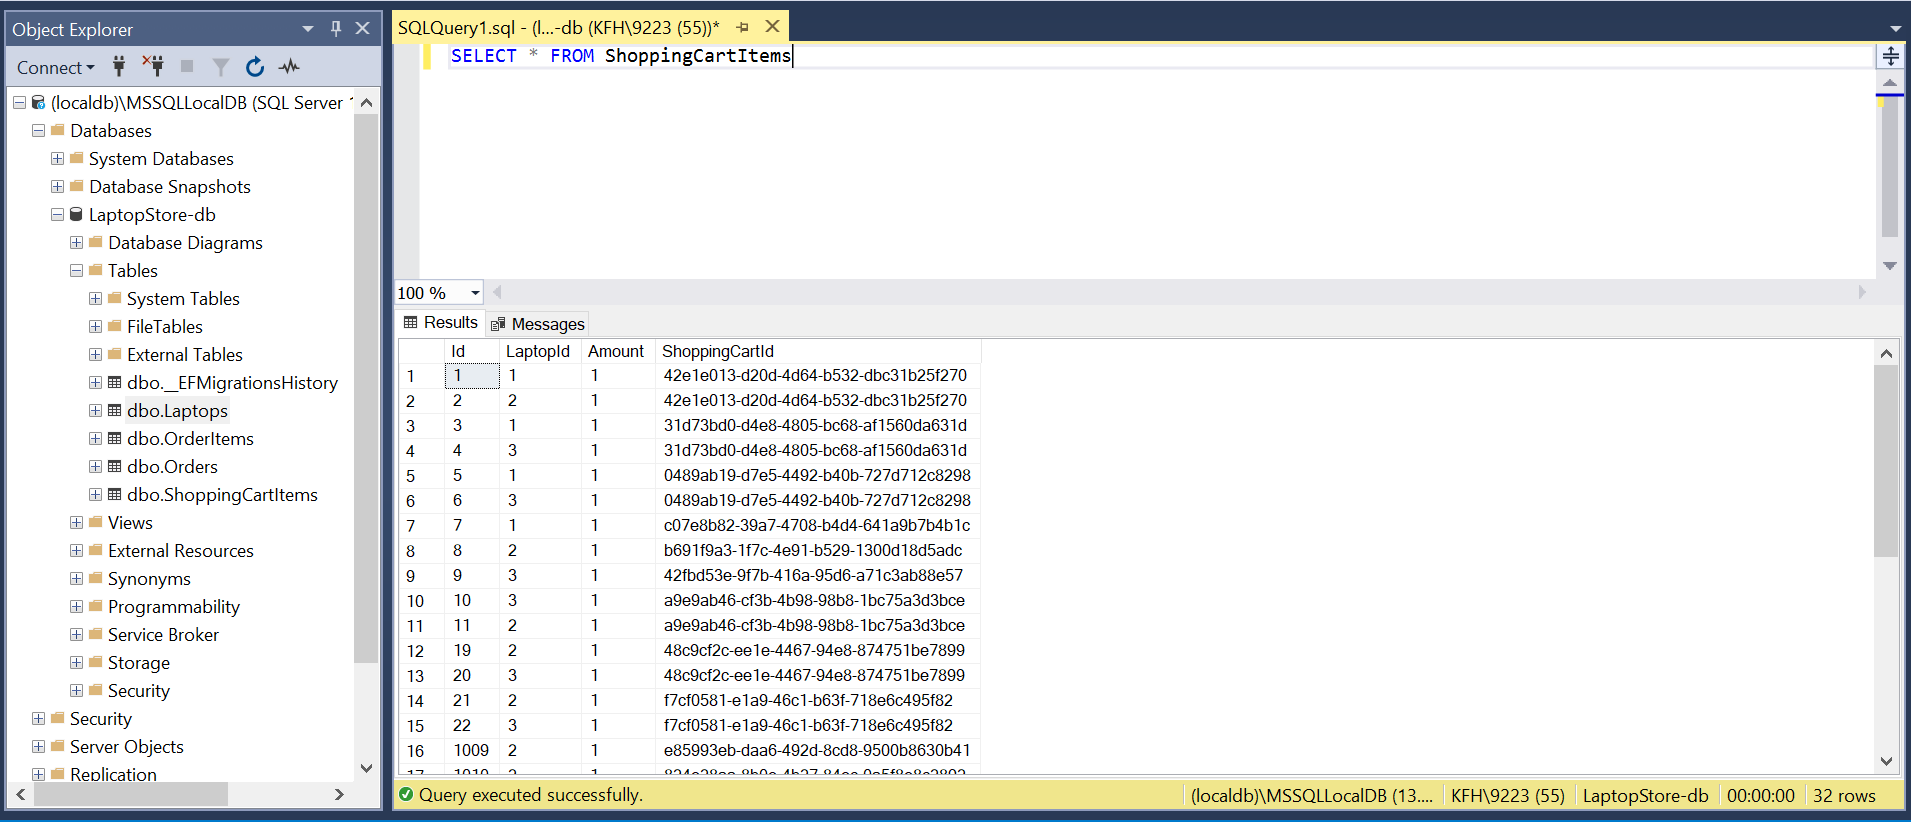 Object Explorer
Connect
(localdb)\MSSQLLocalDB (SQL Server 1
Databases
System Databases
Database Snapshots
LaptopStore-db
Database Diagrams
Tables
System Tables
FileTables
External Tables
dbo.__EFMigrationsHistory
dbo.Laptops
dbo.OrderItems
dbo.Orders
dbo.ShoppingCartItems
Views
External Resources
Synonyms
Programmability
Service Broker
Storage
Security
Security
Server Objects
Replication
SQLQuery1.sql - (l...-db (KFH\9223 (55))*
SELECT * FROM ShoppingCartItems
100 %
Results Messages
Id LaptopId Amount ShoppingCartId
1 1 1 1 42e1e013-d20d-4d64-b532-dbc31b25f270
2 2 2 1 42e1e013-d20d-4d64-b532-dbc31b25f270
3 3 1 1 31d73bd0-d4e8-4805-bc68-af1560da631d
4 4 3 1 31d73bd0-d4e8-4805-bc68-af1560da631d
5 5 1 1 0489ab19-d7e5-4492-b40b-727d712c8298
6 6 3 1 0489ab19-d7e5-4492-b40b-727d712c8298
7 7 1 1 c07e8b82-39a7-4708-b4d4-641a9b7b4b1c
8 8 2 1 b691f9a3-1f7c-4e91-b529-1300d18d5adc
9 9 3 1 42fbd53e-9f7b-416a-95d6-a71c3ab88e57
10 10 3 1 a9e9ab46-cf3b-4b98-98b8-1bc75a3d3bce
11 11 2 1 a9e9ab46-cf3b-4b98-98b8-1bc75a3d3bce
12 19 2 1 48c9cf2c-ee1e-4467-94e8-874751be7899
13 20 3 1 48c9cf2c-ee1e-4467-94e8-874751be7899
14 21 2 1 f7cf0581-e1a9-46c1-b63f-718e6c495f82
15 22 3 1 f7cf0581-e1a9-46c1-b63f-718e6c495f82
16 1009 2 1 e85993eb-daa6-492d-8cd8-9500b8630b41
Query executed successfully.
(localdb)\MSSQLLocalDB (13.... KFH\9223 (55) LaptopStore-db 00:00:00 32 rows